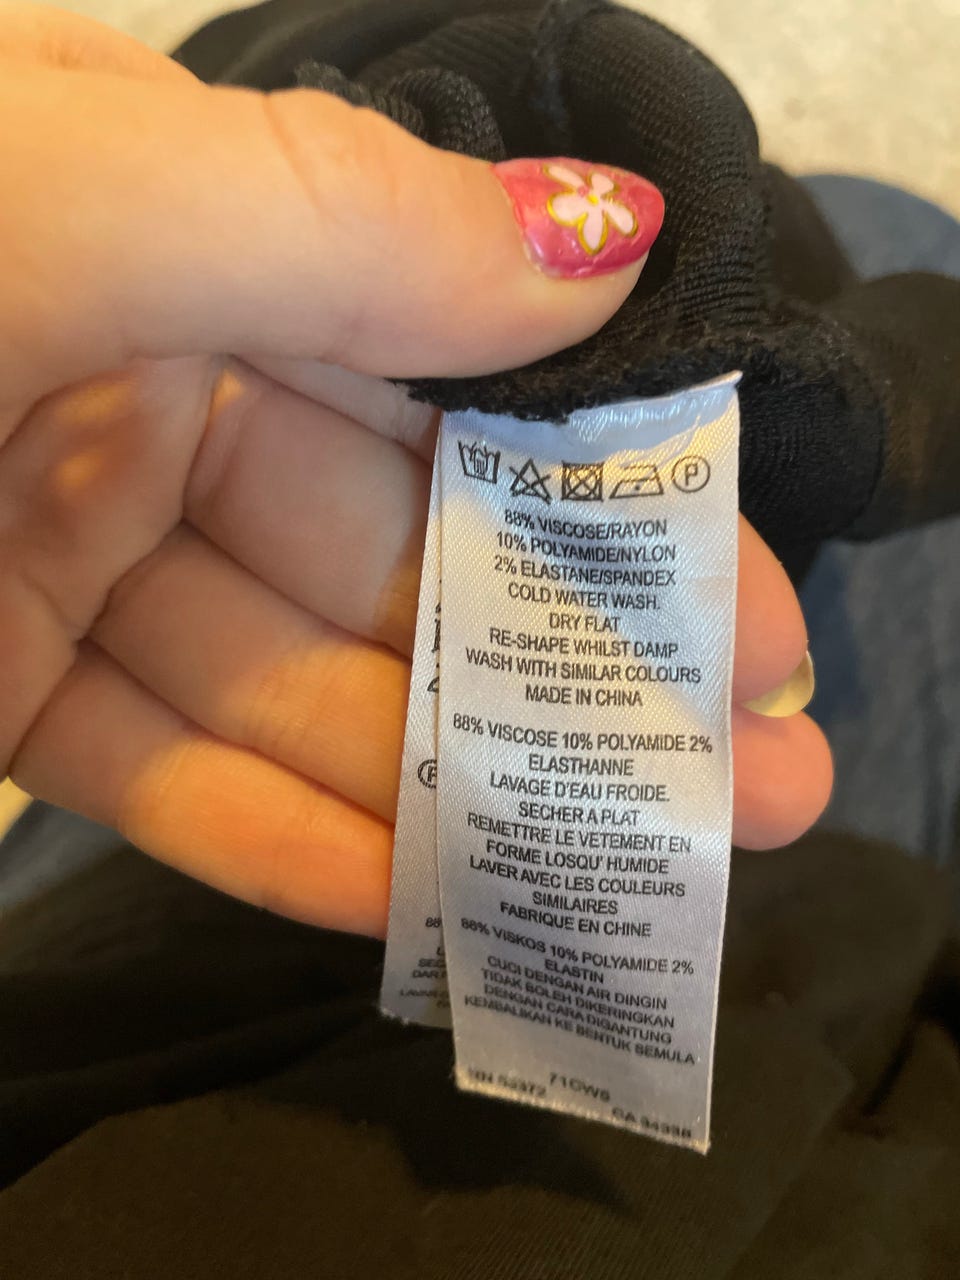 P
88% VISCOSE/RAYON
10% POLYAMIDE/NYLON
2% ELASTANE/SPANDEX
COLD WATER WASH.
DRY FLAT
RE-SHAPE WHILST DAMP
WASH WITH SIMILAR COLOURS
MADE IN CHINA
88% VISCOSE 10% POLYAMIDE 2%
ELASTHANNE
LAVAGE D'EAU FROIDE.
SECHER A PLAT
REMETTRE LE VETEMENT EN
FORME LOSQU' HUMIDE
LAVER AVEC LES COULEURS
SIMILAIRES
FABRIQUE EN CHINE
88% VISKOS 10% POLYAMIDE 2%
ELASTIN
CUCI DENGAN AIR DINGIN
TIDAK BOLEH DIKERINGKAN
DENGAN CARA DIGANTUNG
KEMBALIKAN KE BENTUK SEMULA